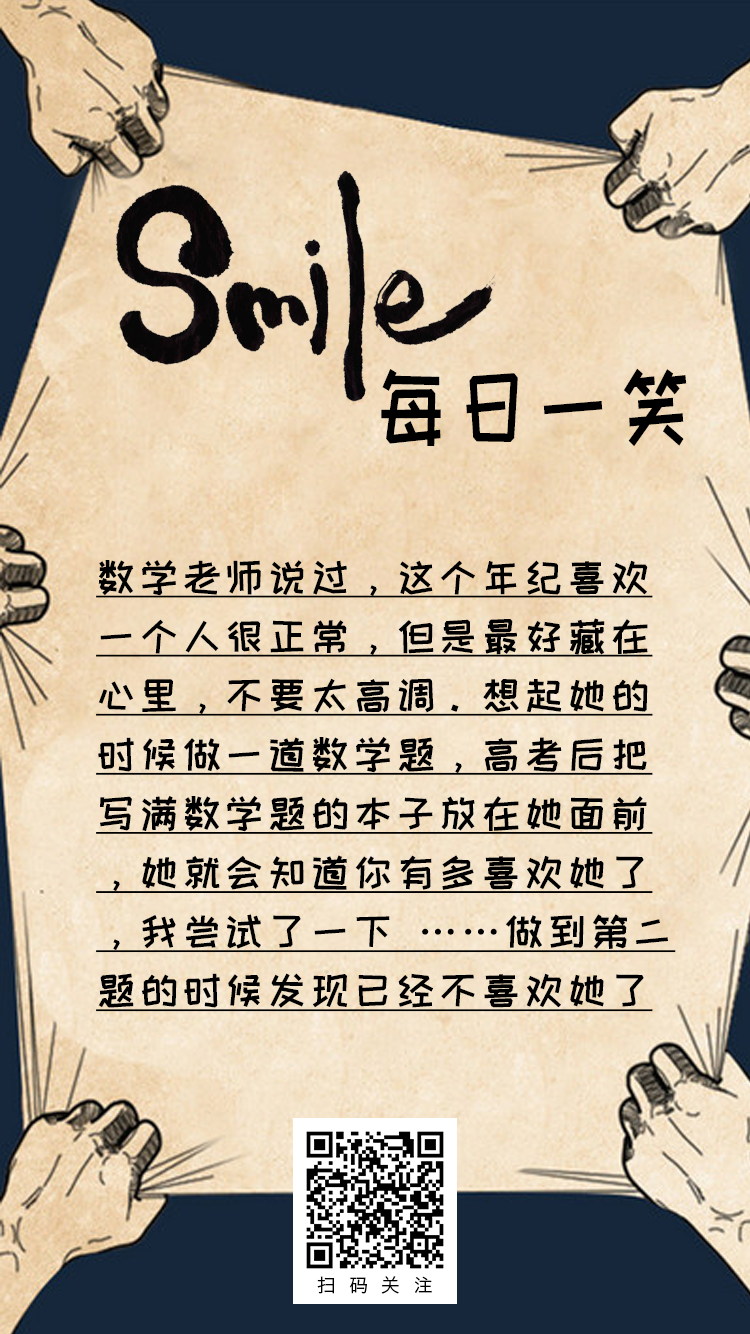 Smile
每日一笑
数学老师说过，这个年纪喜欢
一个人很正常，但是最好藏在
心里，不要太高调。想起她的
时候做一道数学题，高考后把
写满数学题的本子放在她面前
，她就会知道你有多喜欢她了
，我尝试了一下 ……做到第二
题的时候发现已经不喜欢她了
扫码关注